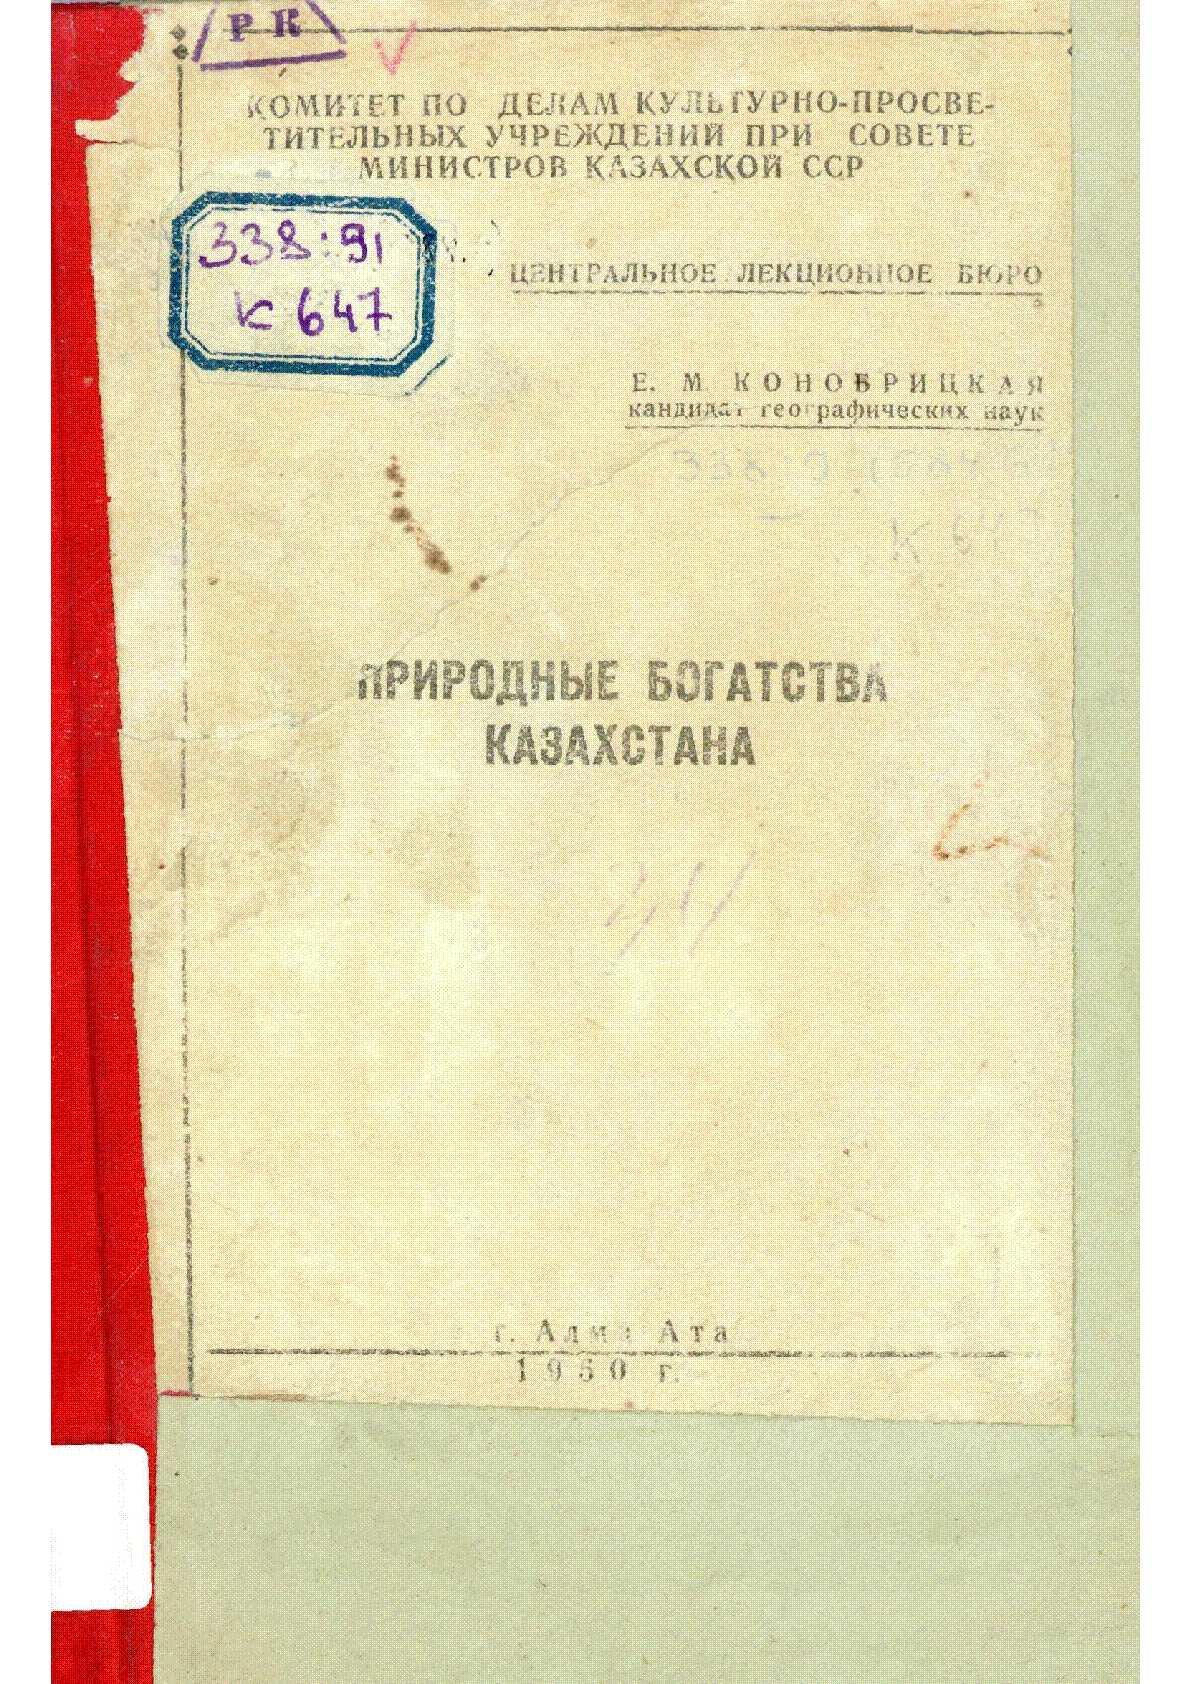 РК
КОМИТЕТ ПО ДЕЛАМ КУЛЬТУРНО-ПРОСВЕ-
ТИТЕЛЬНЫХ УЧРЕЖДЕНИЙ ПРИ СОВЕТЕ
МИНИСТРОВ КАЗАХСКОЙ ССР
338:91
К 647
ЦЕНТРАЛЬНОЕ ЛЕКЦИОННОЕ БЮРО
Е. М. КОНОБРИЦКАЯ
кандидат географических наук
К 64
ПРИРОДНЫЕ БОГАТСТВА
КАЗАХСТАНА
г. Алма Ата
1950 г.